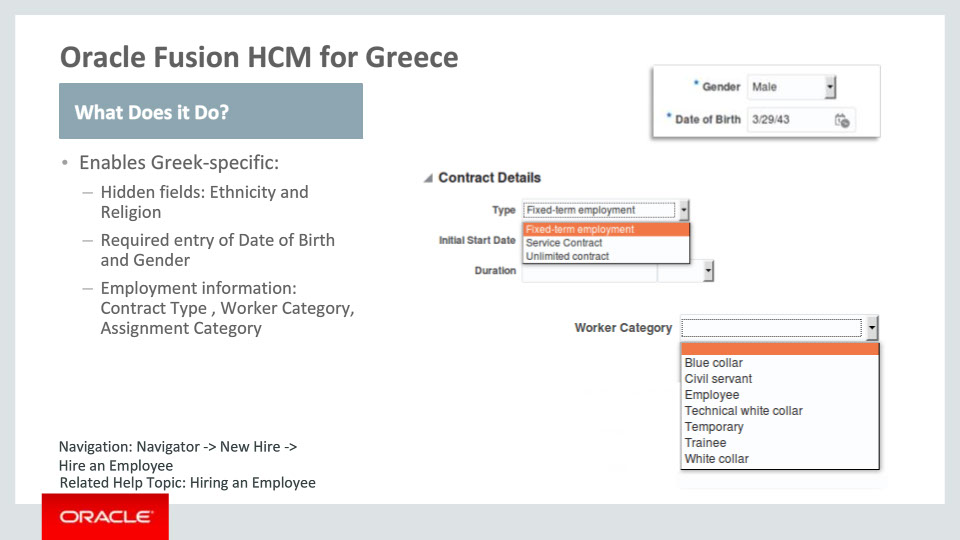 Oracle Fusion HCM for Greece
What Does it Do?
• Enables Greek-specific:
– Hidden fields: Ethnicity and
Religion
– Required entry of Date of Birth
and Gender
– Employment information:
Contract Type , Worker Category,
Assignment Category
Navigation: Navigator -> New Hire ->
Hire an Employee
Related Help Topic: Hiring an Employee
* Gender Male
* Date of Birth 3/29/43
Contract Details
Type Fixed-term employment
Fixed-term employment
Initial Start Date Service Contract
Unlimited contract
Duration
Worker Category
Blue collar
Civil servant
Employee
Technical white collar
Temporary
Trainee
White collar
ORACLE